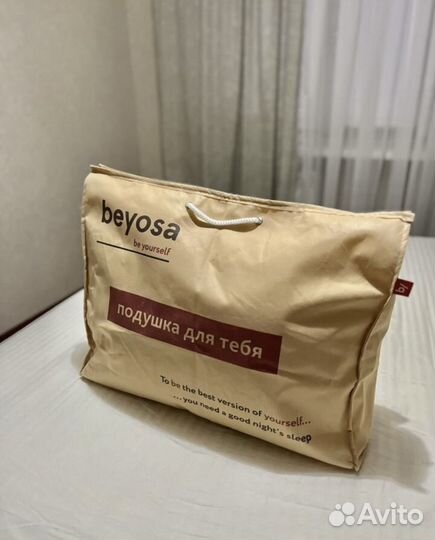 beyosa
be yourself
by
подушка для тебя
To be the best version of yourself...
...you need a good night's sleep
Avito